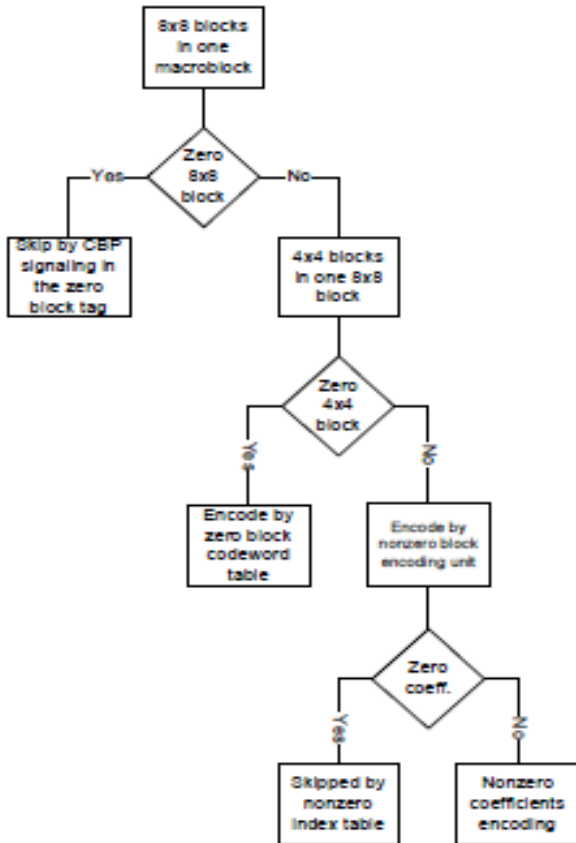 8x8 blocks
in one
macroblock
Zero
8x8
block
Yes
No
Skip by CBP
signaling in
the zero
block tag
4x4 blocks
in one 8x8
block
Zero
4x4
block
Yes
No
Encode by
zero block
codeword
table
Encode by
nonzero block
encoding unit
Zero
coeff.
Yes
No
Skipped by
nonzero
index table
Nonzero
coefficients
encoding